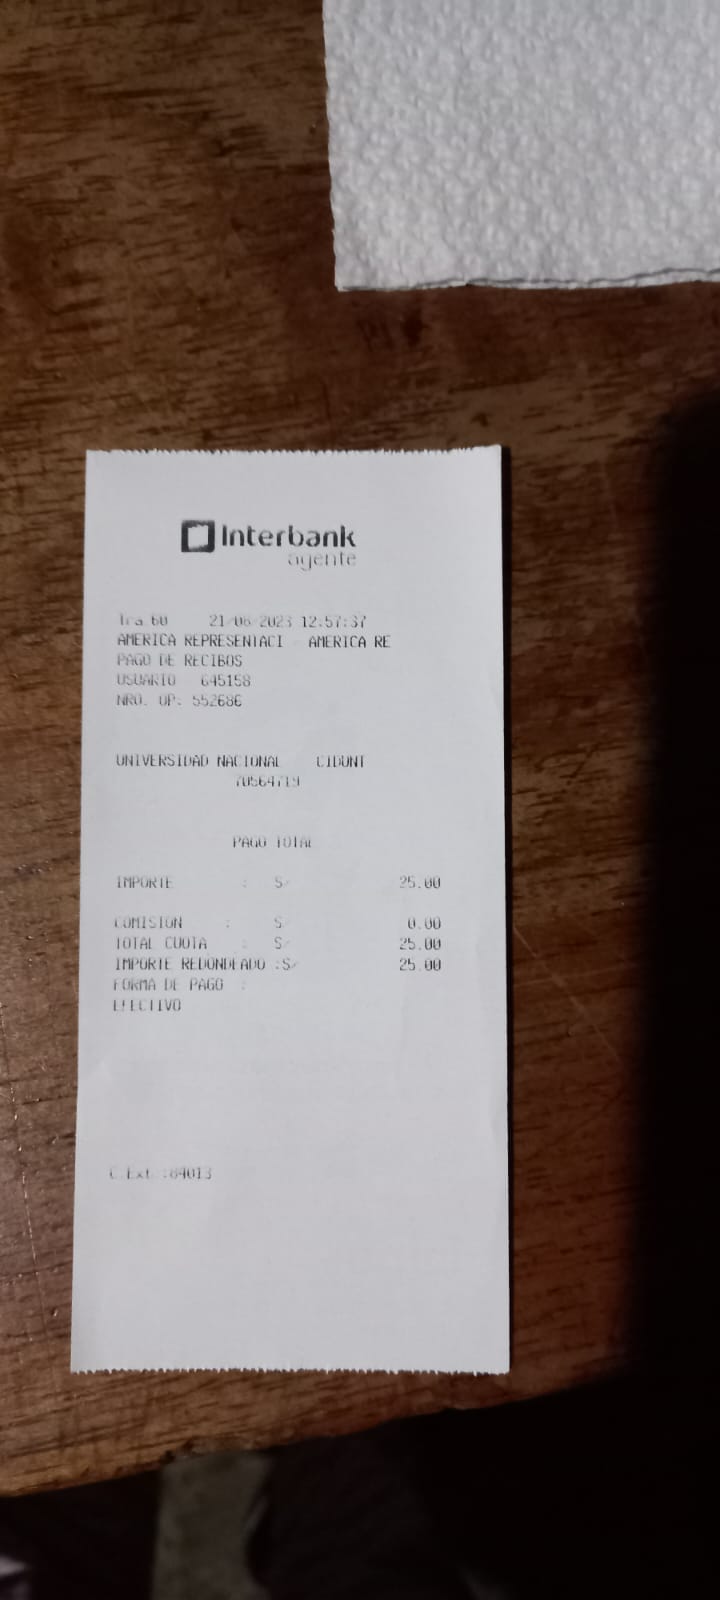 Interbank
agente
Tra 60 21/06/2023 12:57:37
AMERICA REPRESENTACI - AMERICA RE
PAGO DE RECIBOS
USUARIO 645158
NRO. OP: 552686
UNIVERSIDAD NACIONAL CIDUNT
70564719
PAGO TOTAL
IMPORTE : S/ 25.00
COMISION : S/ 0.00
TOTAL CUOTA : S/ 25.00
IMPORTE REDONDEADO :S/ 25.00
FORMA DE PAGO :
EFECTIVO
C.Ext.:84013